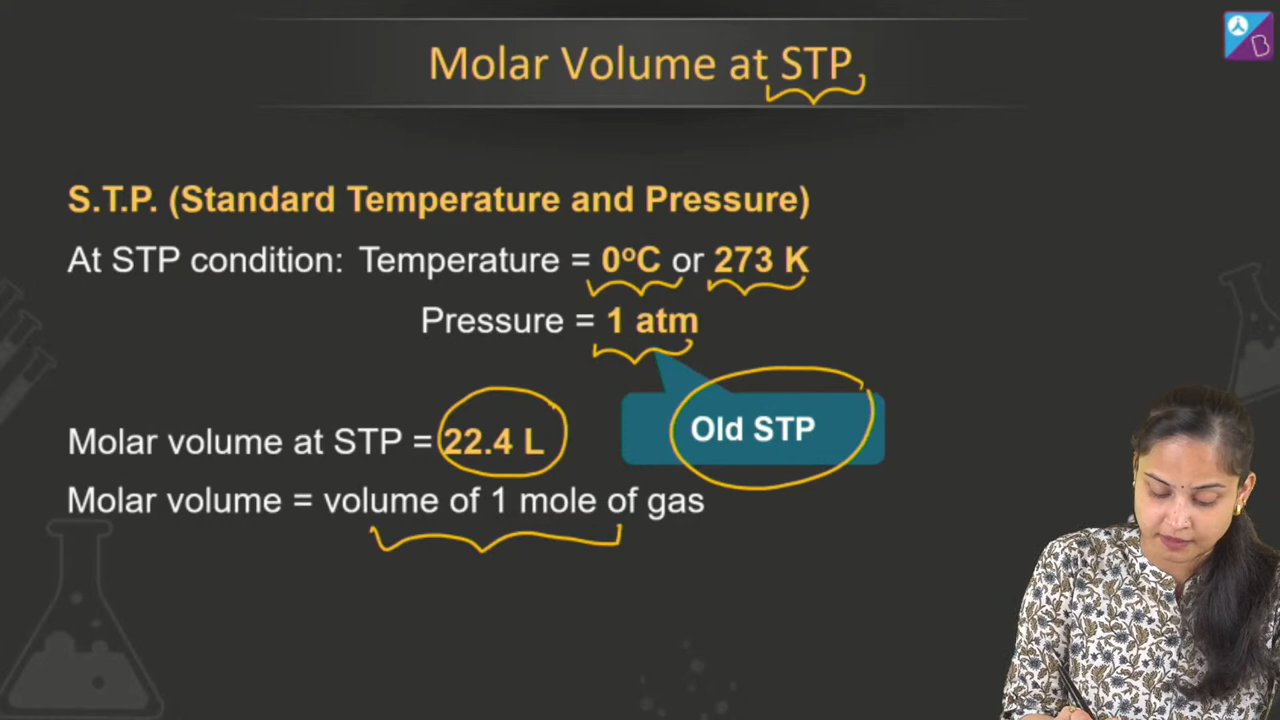 Molar Volume at STP
S.T.P. (Standard Temperature and Pressure)
At STP condition: Temperature = 0°C or 273 K
Pressure = 1 atm
Old STP
Molar volume at STP = 22.4 L
Molar volume = volume of 1 mole of gas
B